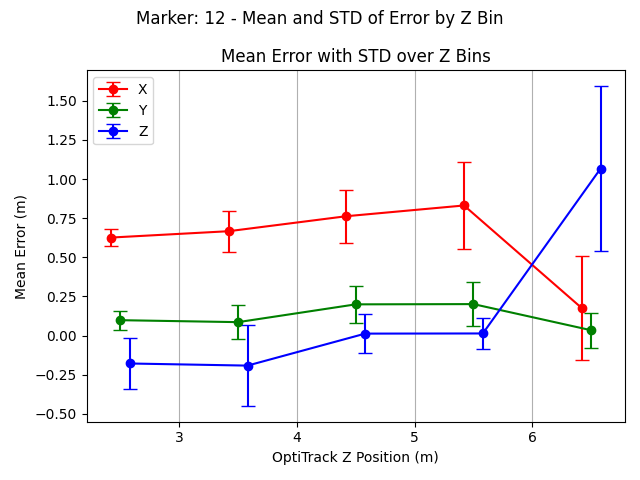 Marker: 12 - Mean and STD of Error by Z Bin
Mean Error with STD over Z Bins
X
Y
Z
Mean Error (m)
1.50
1.25
1.00
0.75
0.50
0.25
0.00
−0.25
−0.50
3 4 5 6
OptiTrack Z Position (m)